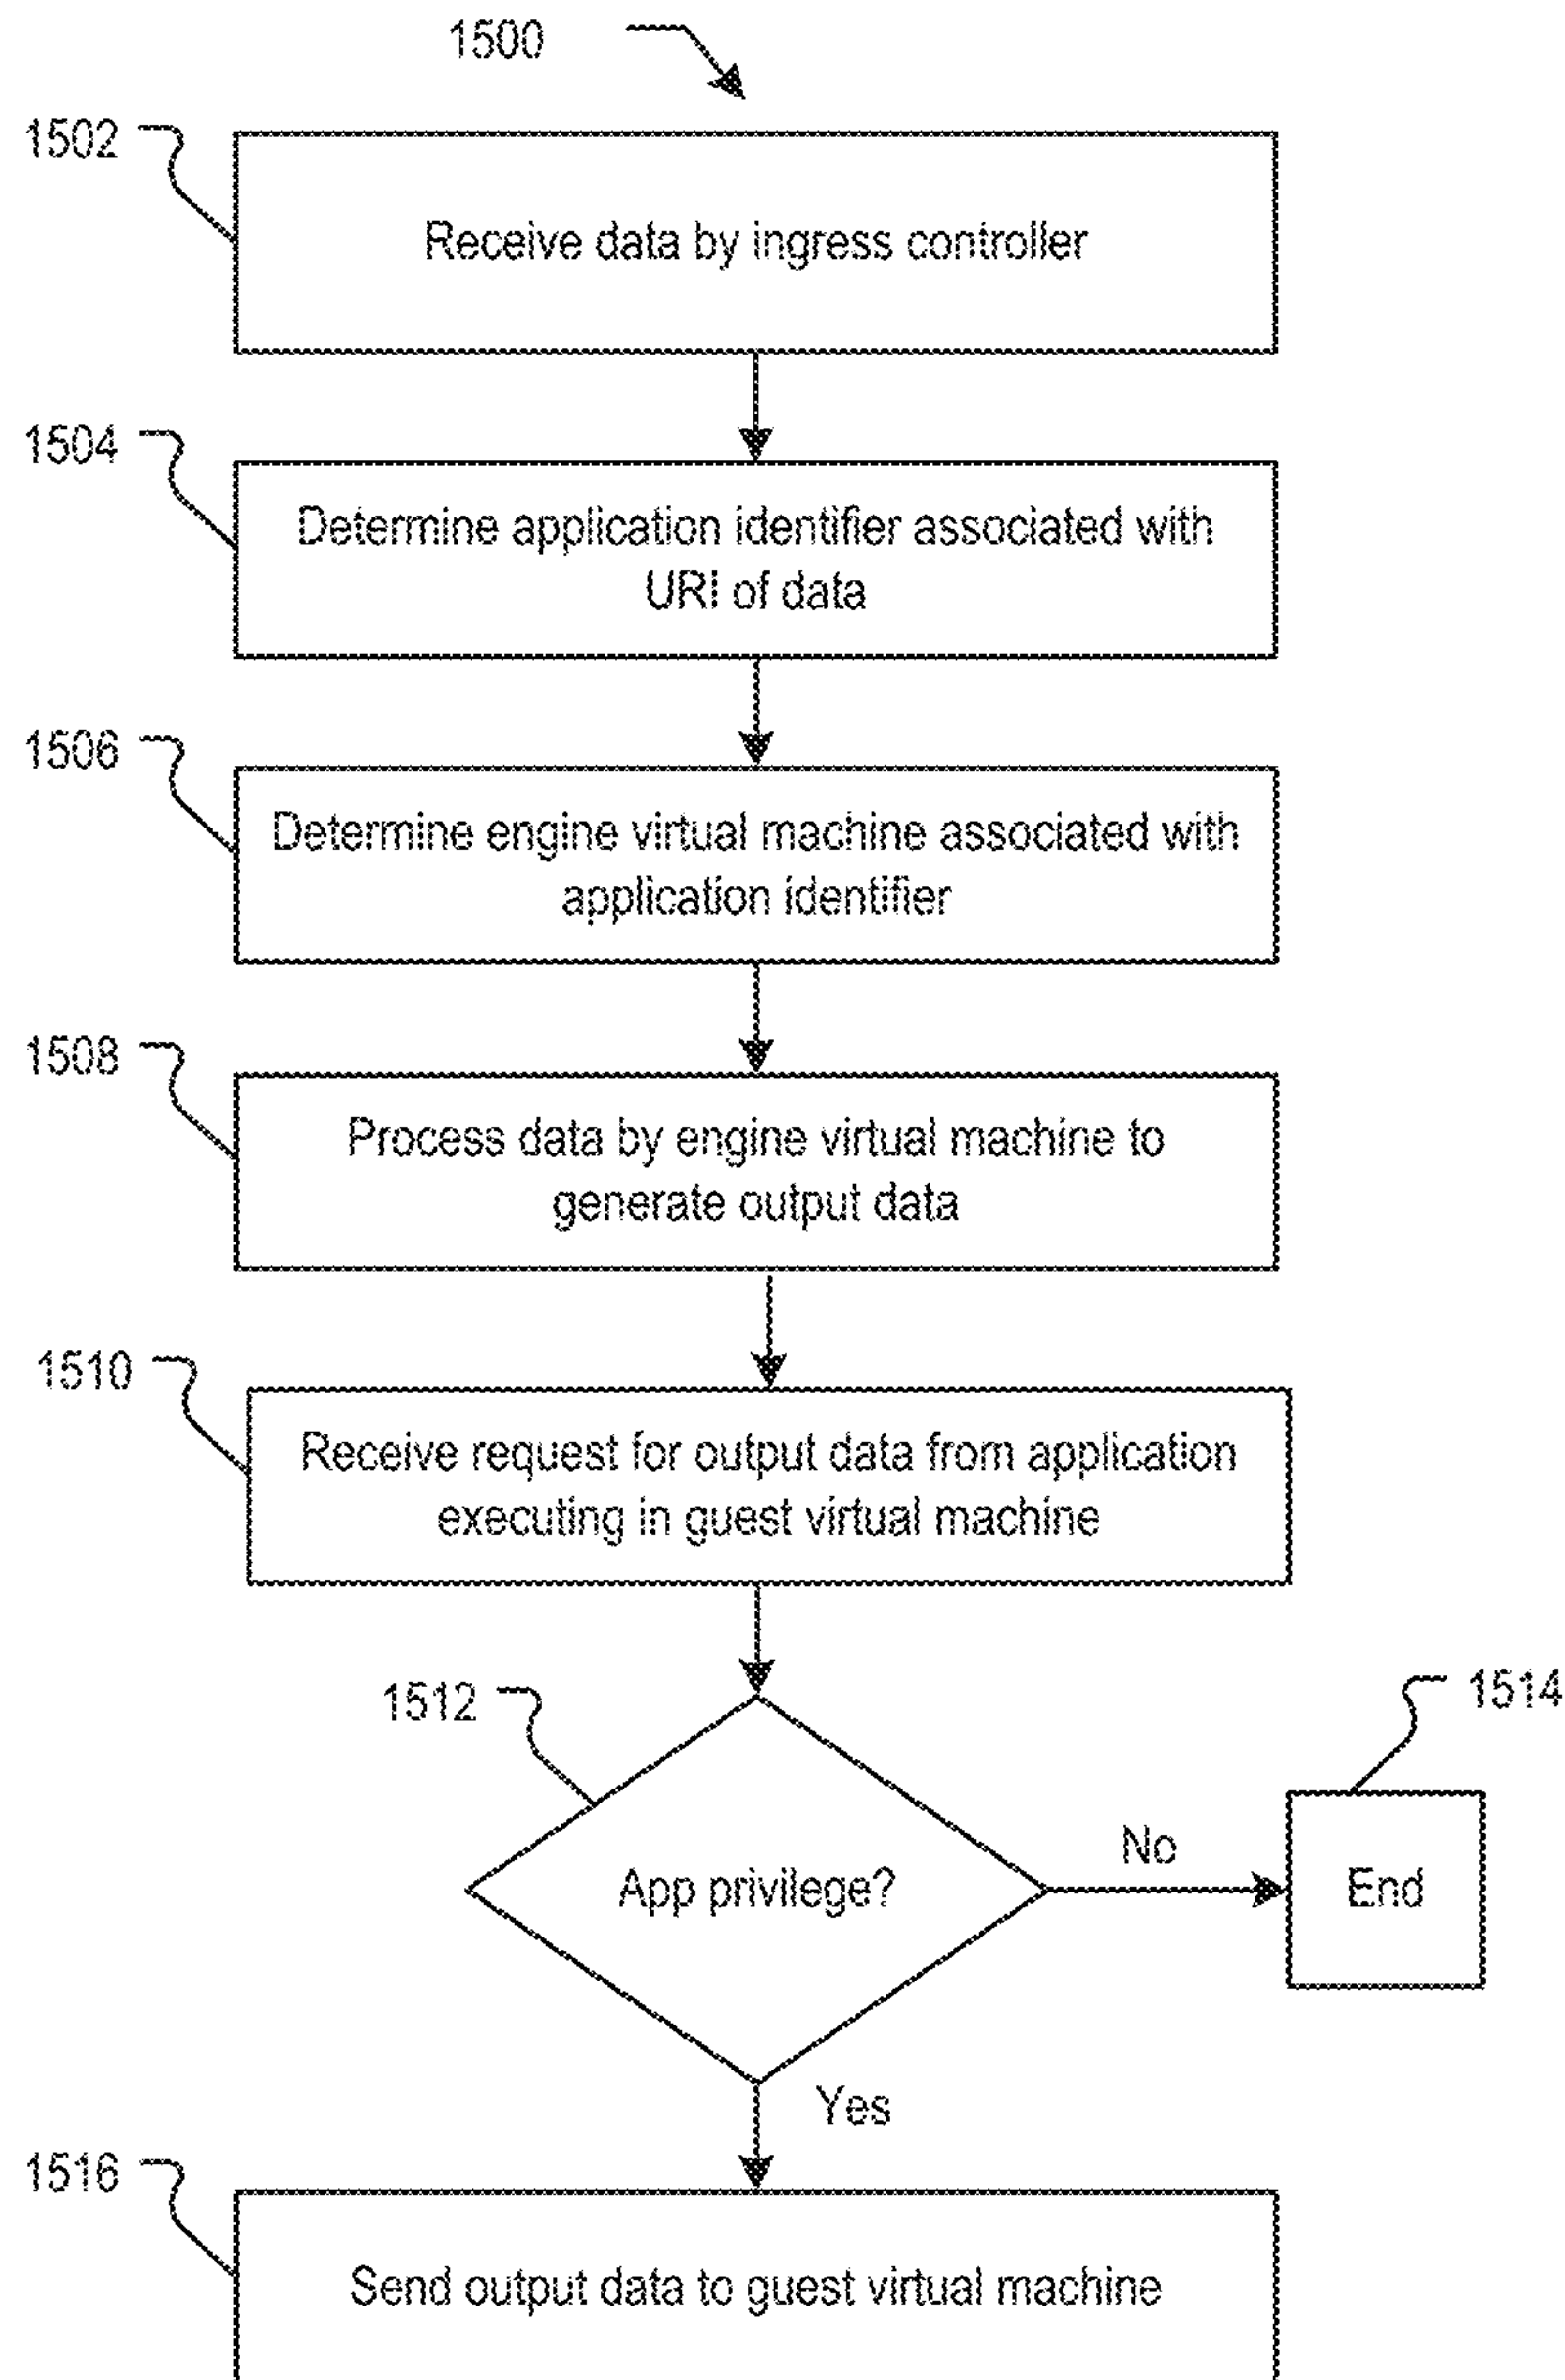 1500
1502
Receive data by ingress controller
1504
Determine application identifier associated with
URI of data
1506
Determine engine virtual machine associated with
application identifier
1508
Process data by engine virtual machine to
generate output data
1510
Receive request for output data from application
executing in guest virtual machine
1512
1514
App privilege?
No
End
Yes
1516
Send output data to guest virtual machine